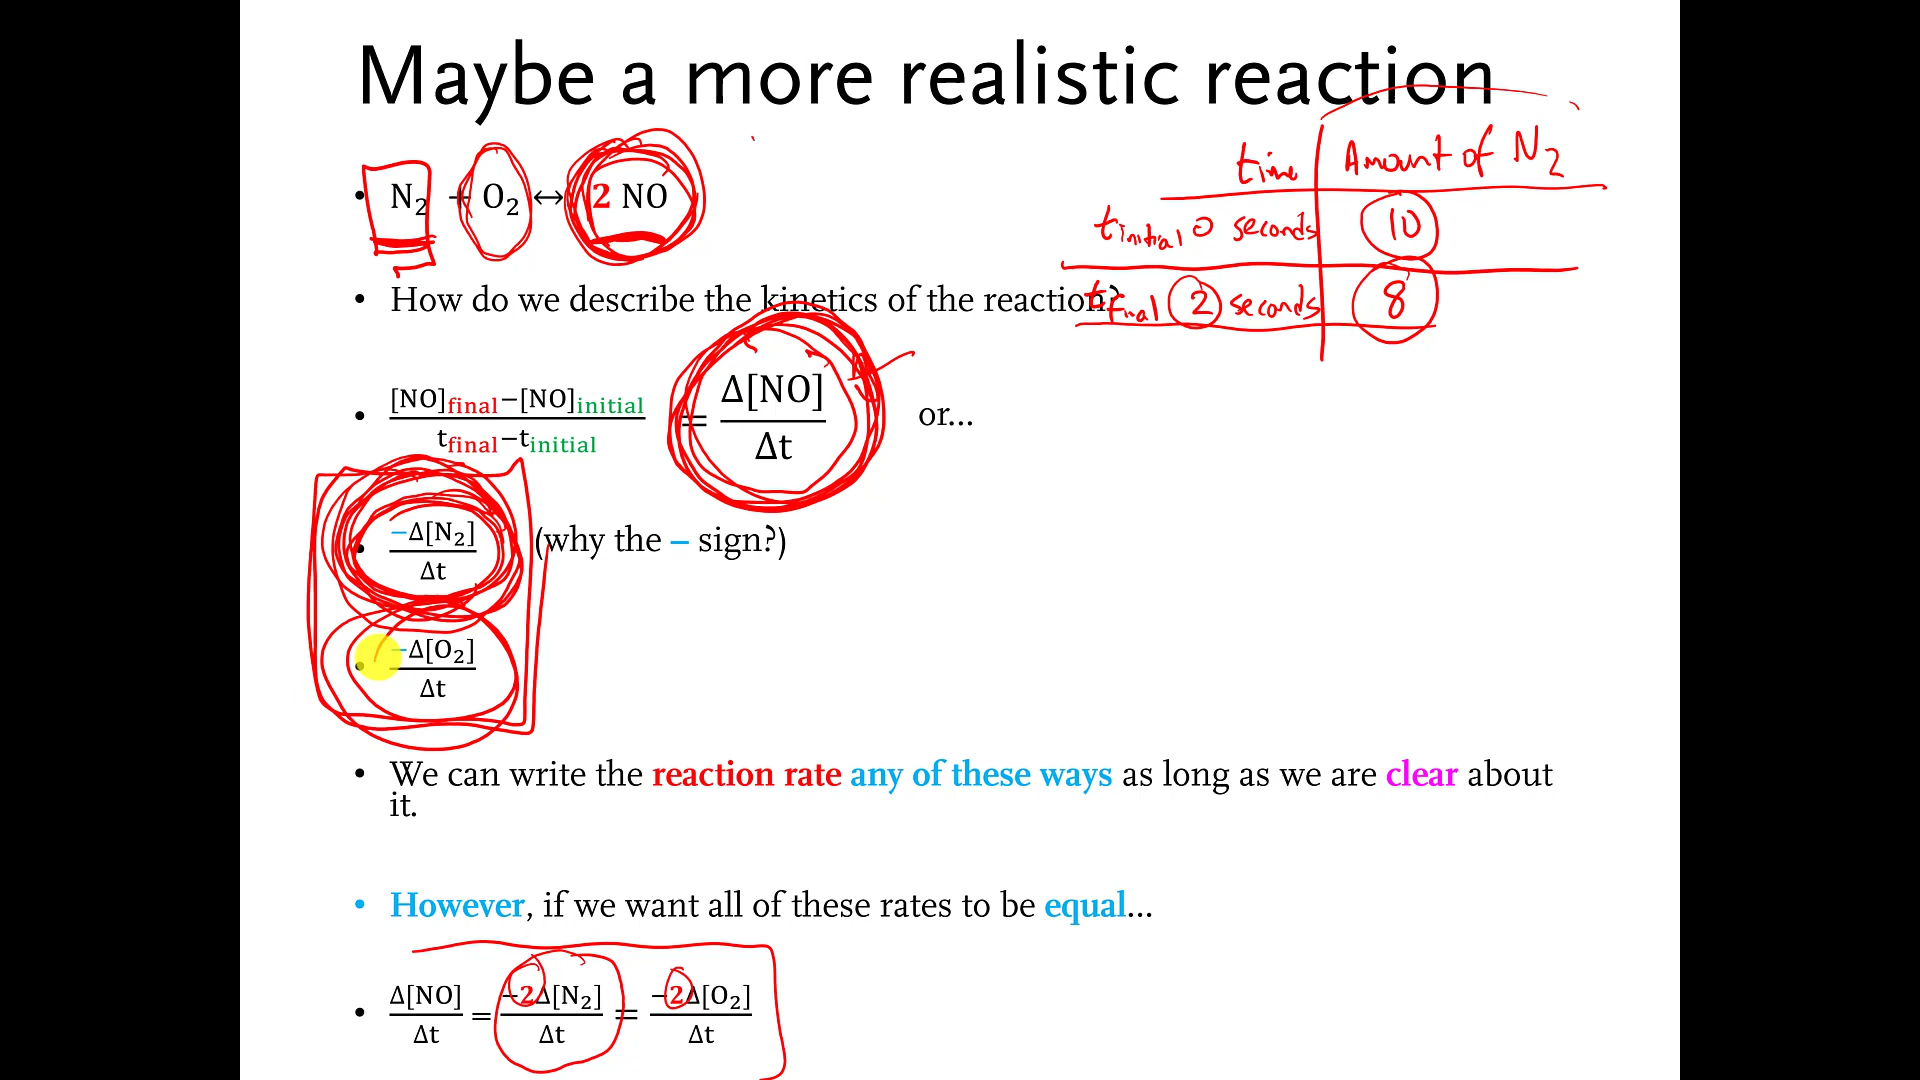 Maybe a more realistic reaction
time Amount of N₂
• N₂ + O₂ ↔ 2 NO
t initial 0 seconds 10
• How do we describe the kinetics of the reaction?
t final 2 seconds 8
• [NO]final−[NO]initial / tfinal−tinitial = Δ[NO] / Δt or...
• −Δ[N₂] / Δt (why the − sign?)
• −Δ[O₂] / Δt
• We can write the reaction rate any of these ways as long as we are clear about
it.
• However, if we want all of these rates to be equal...
• Δ[NO] / Δt = −2Δ[N₂] / Δt = −2Δ[O₂] / Δt